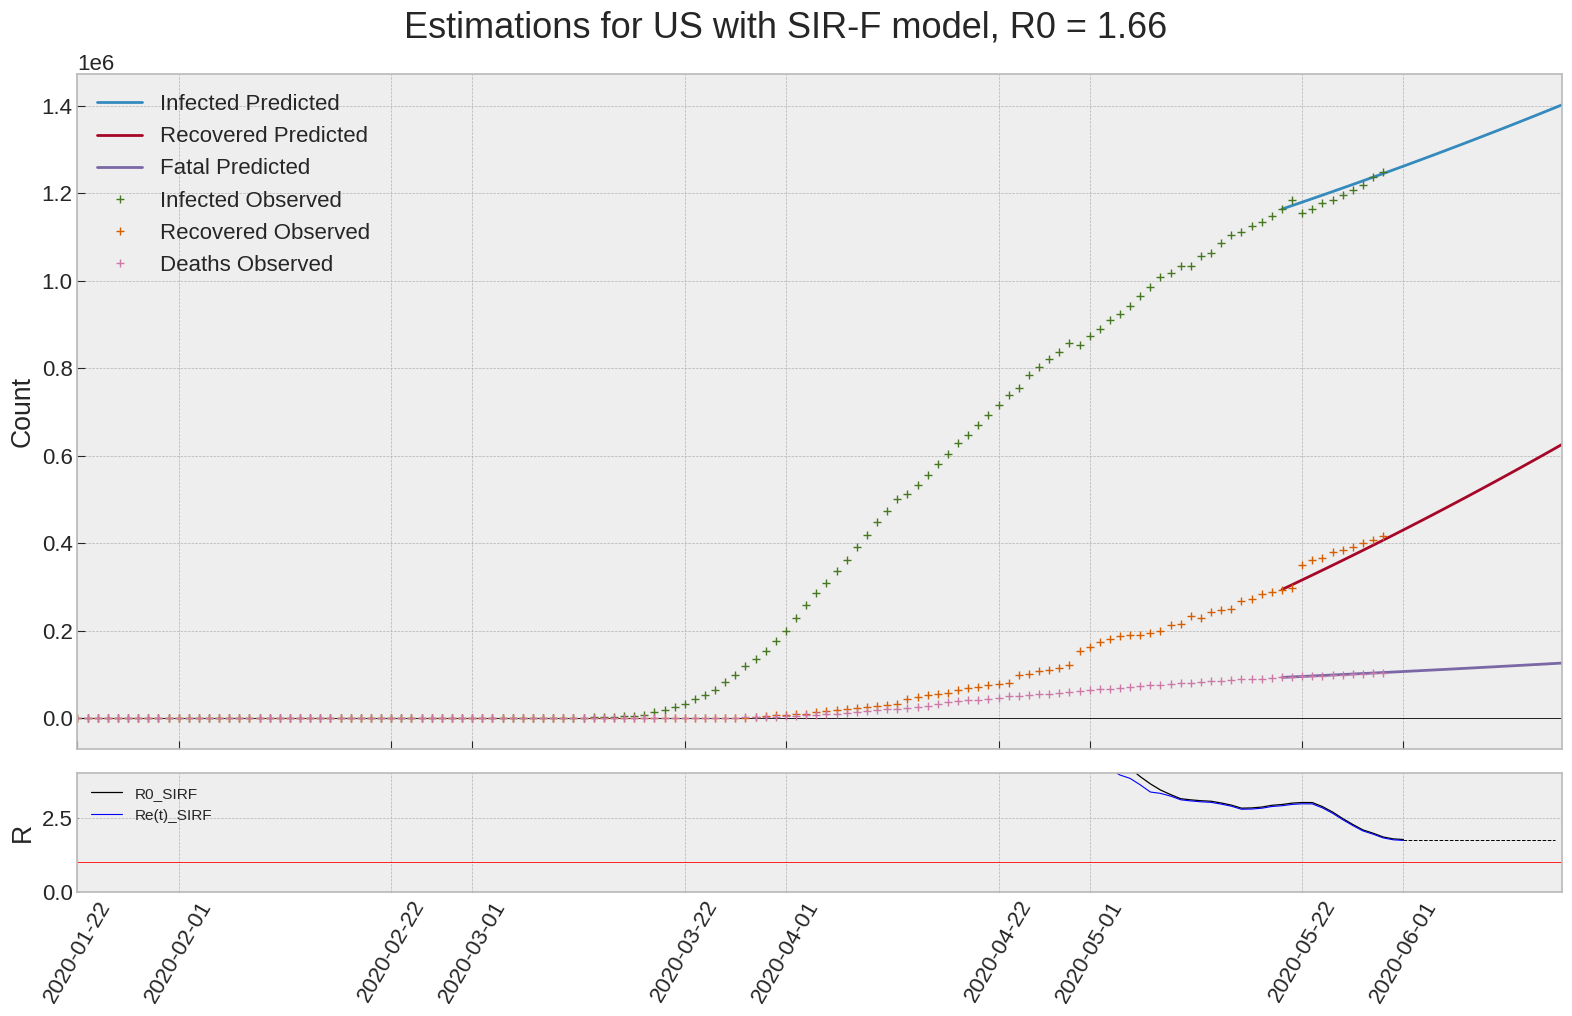 Estimations for US with SIR-F model, R0 = 1.66
1e6
Infected Predicted
Recovered Predicted
Fatal Predicted
Infected Observed
Recovered Observed
Deaths Observed
1.4
1.2
1.0
0.8
0.6
0.4
0.2
0.0
Count
R0_SIRF
Re(t)_SIRF
2.5
0.0
R
2020-01-22
2020-02-01
2020-02-22
2020-03-01
2020-03-22
2020-04-01
2020-04-22
2020-05-01
2020-05-22
2020-06-01